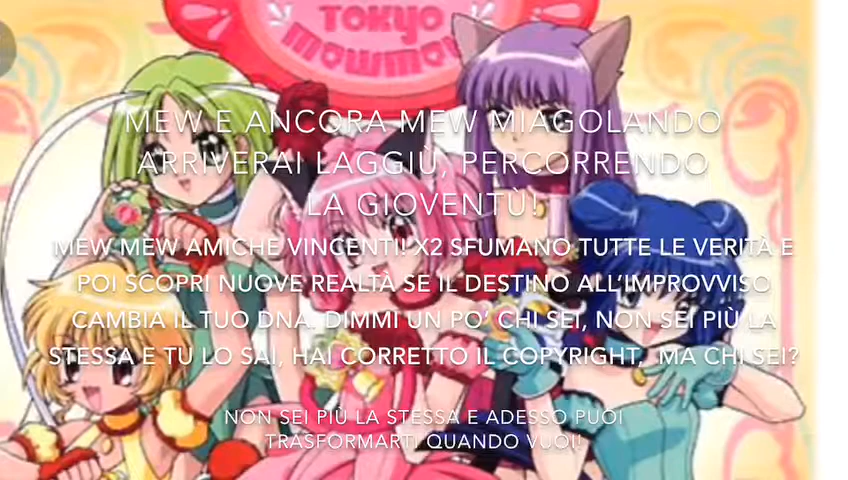 TOKYO
MEW MEW
MEW E ANCORA MEW MIAGOLANDO
ARRIVERAI LAGGIÙ, PERCORRENDO
LA GIOVENTÙ!
MEW MEW AMICHE VINCENTI! X2 SFUMANO TUTTE LE VERITÀ E
POI SCOPRI NUOVE REALTÀ SE IL DESTINO ALL'IMPROVVISO
CAMBIA IL TUO DNA. DIMMI UN PO' CHI SEI, NON SEI PIÙ LA
STESSA E TU LO SAI, HAI CORRETTO IL COPYRIGHT, MA CHI SEI?
NON SEI PIÙ LA STESSA E ADESSO PUOI
TRASFORMARTI QUANDO VUOI!